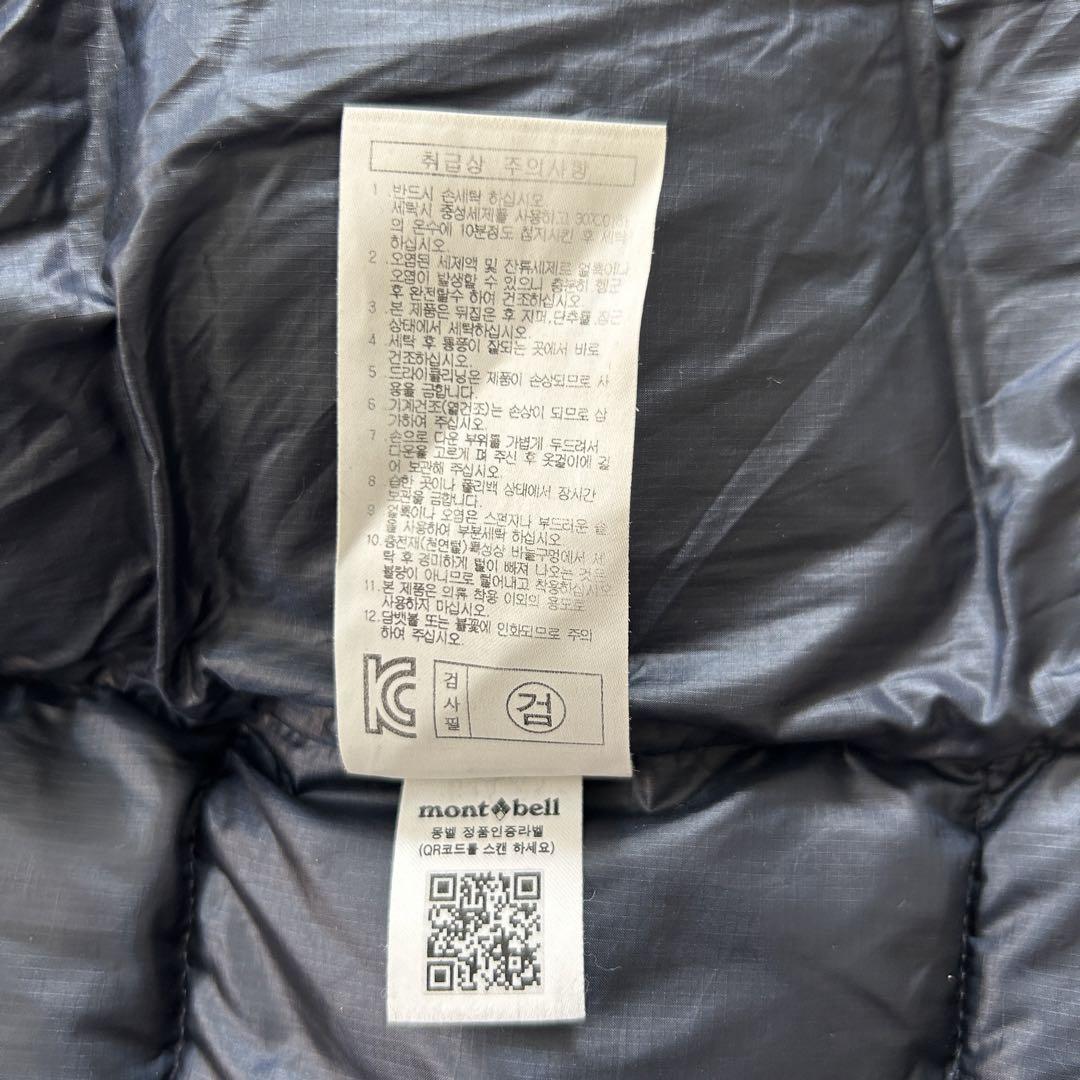 취급상 주의사항
1. 반드시 손세탁 하십시오.
세탁시 중성세제를 사용하고 30℃
의 온수에 10분정도 침지시킨 후 세탁
하십시오.
2. 오염된 세제액 및 잔류세제로 얼룩이나
오염이 발생할 수 있으니 충분히 헹군
후 완전탈수 하여 건조하십시오.
3. 본 제품은 뒤집은 후 지퍼,단추를 잠근
상태에서 세탁하십시오.
4. 세탁 후 통풍이 잘되는 곳에서 바로
건조하십시오.
5. 드라이클리닝은 제품이 손상되므로 사
용을 금합니다.
6. 기계건조(열건조)는 손상이 되므로 삼
가하여 주십시오.
7. 손으로 다운 부위를 가볍게 두드려서
다운을 고르게 펴 주신 후 옷걸이에 걸
어 보관해 주십시오.
8. 습한 곳이나 폴리백 상태에서 장시간
보관을 금합니다.
9. 얼룩이나 오염은 스펀지나 부드러운 솔
을 사용하여 부분세탁 하십시오.
10. 충전재(천연털) 특성상 바늘구멍에서 세
탁 후 경미하게 털이 빠져 나오는 것은
불량이 아니므로 털어내고 착용하십시오
11. 본 제품은 의류 착용 이외의 용도로
사용하지 마십시오.
12. 담뱃불 또는 불꽃에 인화되므로 주의
하여 주십시오.
KC
검
사
필
검
mont bell
몽벨 정품인증라벨
(QR코드를 스캔 하세요)